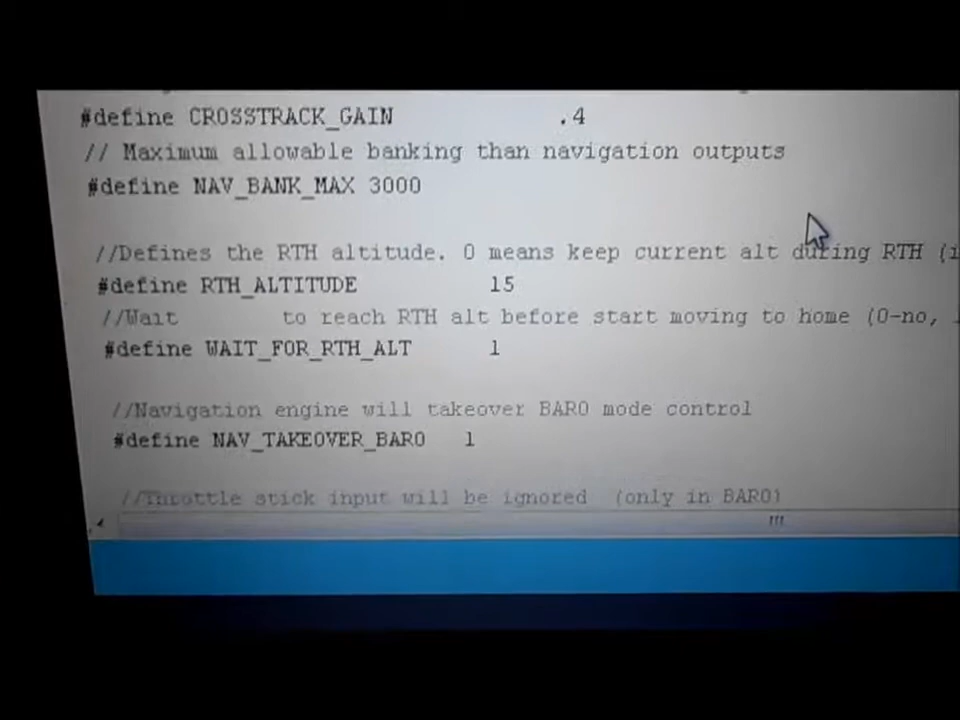 #define CROSSTRACK_GAIN .4
// Maximum allowable banking than navigation outputs
#define NAV_BANK_MAX 3000
//Defines the RTH altitude. 0 means keep current alt during RTH (i
#define RTH_ALTITUDE 15
//Wait to reach RTH alt before start moving to home (0-no,
#define WAIT_FOR_RTH_ALT 1
//Navigation engine will takeover BARO mode control
#define NAV_TAKEOVER_BARO 1
//Throttle stick input will be ignored (only in BARO)